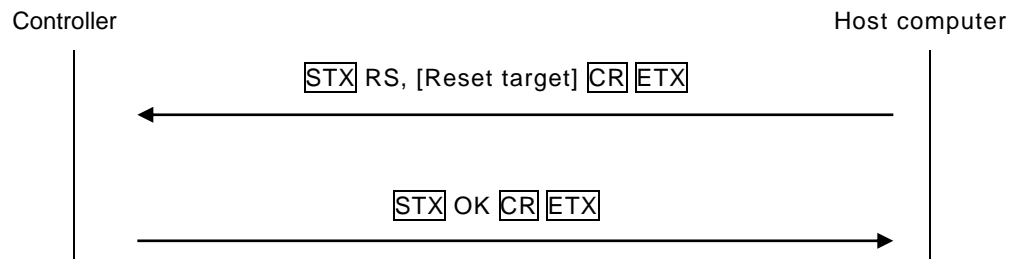 Controller Host computer
STX RS, [Reset target] CR ETX
STX OK CR ETX